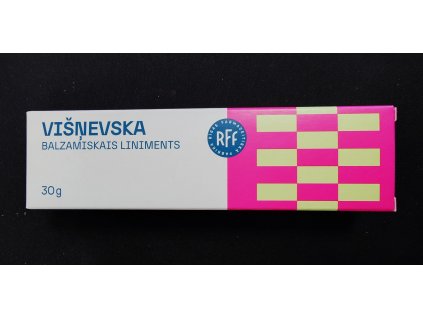 VIŠŅEVSKA
BALZAMISKAIS LINIMENTS
30g
RFF